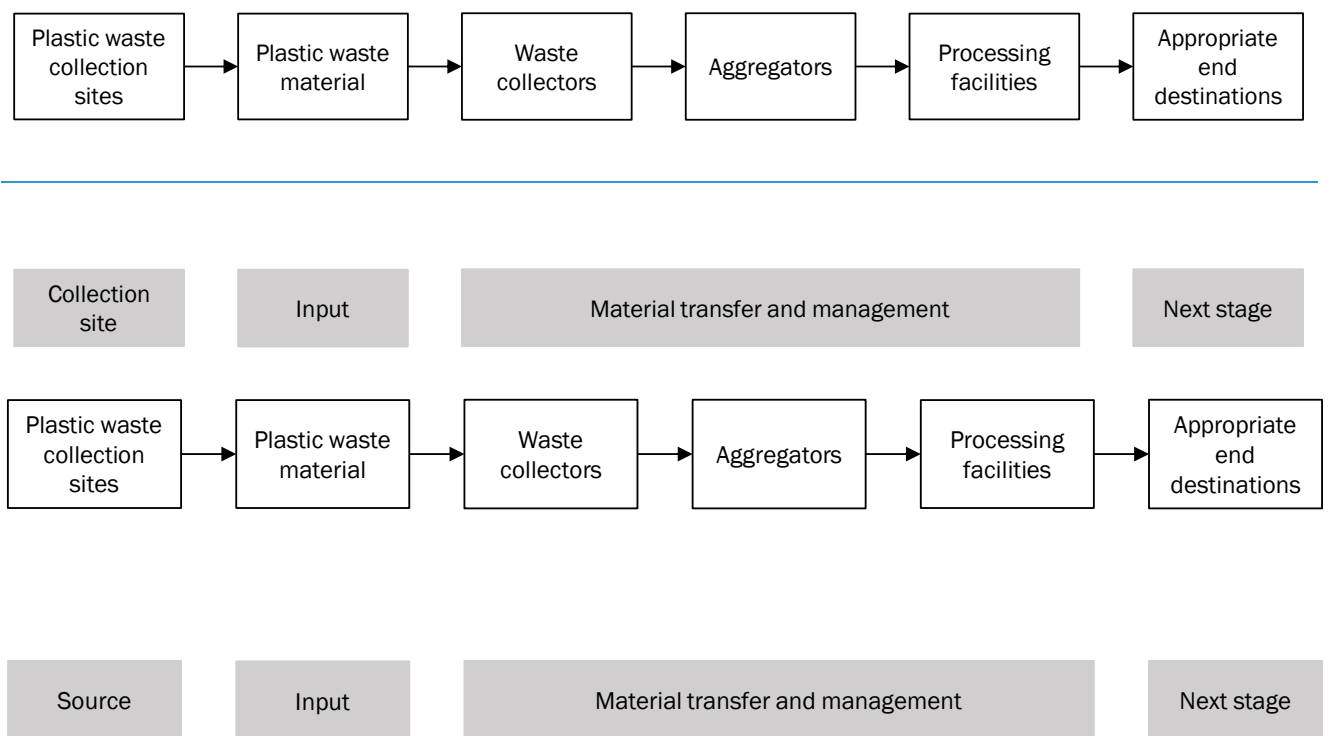 Plastic waste
collection
sites
Plastic waste
material
Waste
collectors
Aggregators
Processing
facilities
Appropriate
end
destinations
Collection
site
Input
Material transfer and management
Next stage
Plastic waste
collection
sites
Plastic waste
material
Waste
collectors
Aggregators
Processing
facilities
Appropriate
end
destinations
Source
Input
Material transfer and management
Next stage